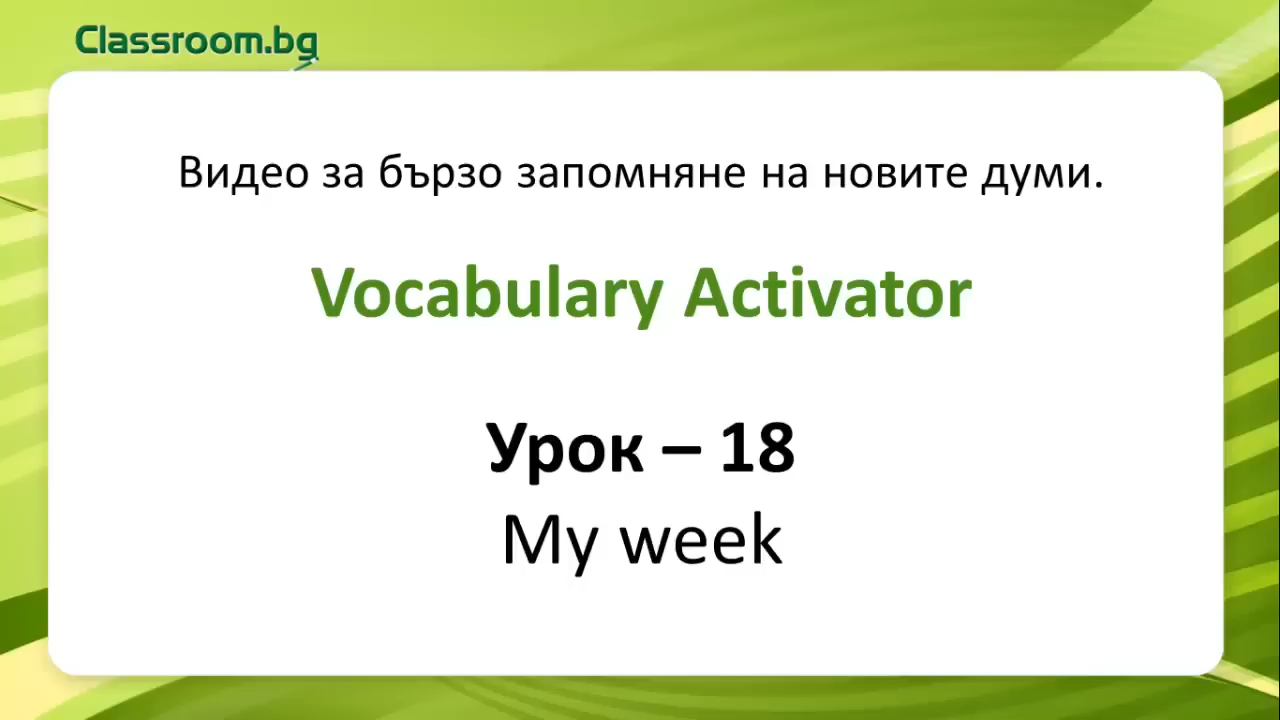 Classroom.bg
Видео за бързо запомняне на новите думи.
Vocabulary Activator
Урок – 18
My week